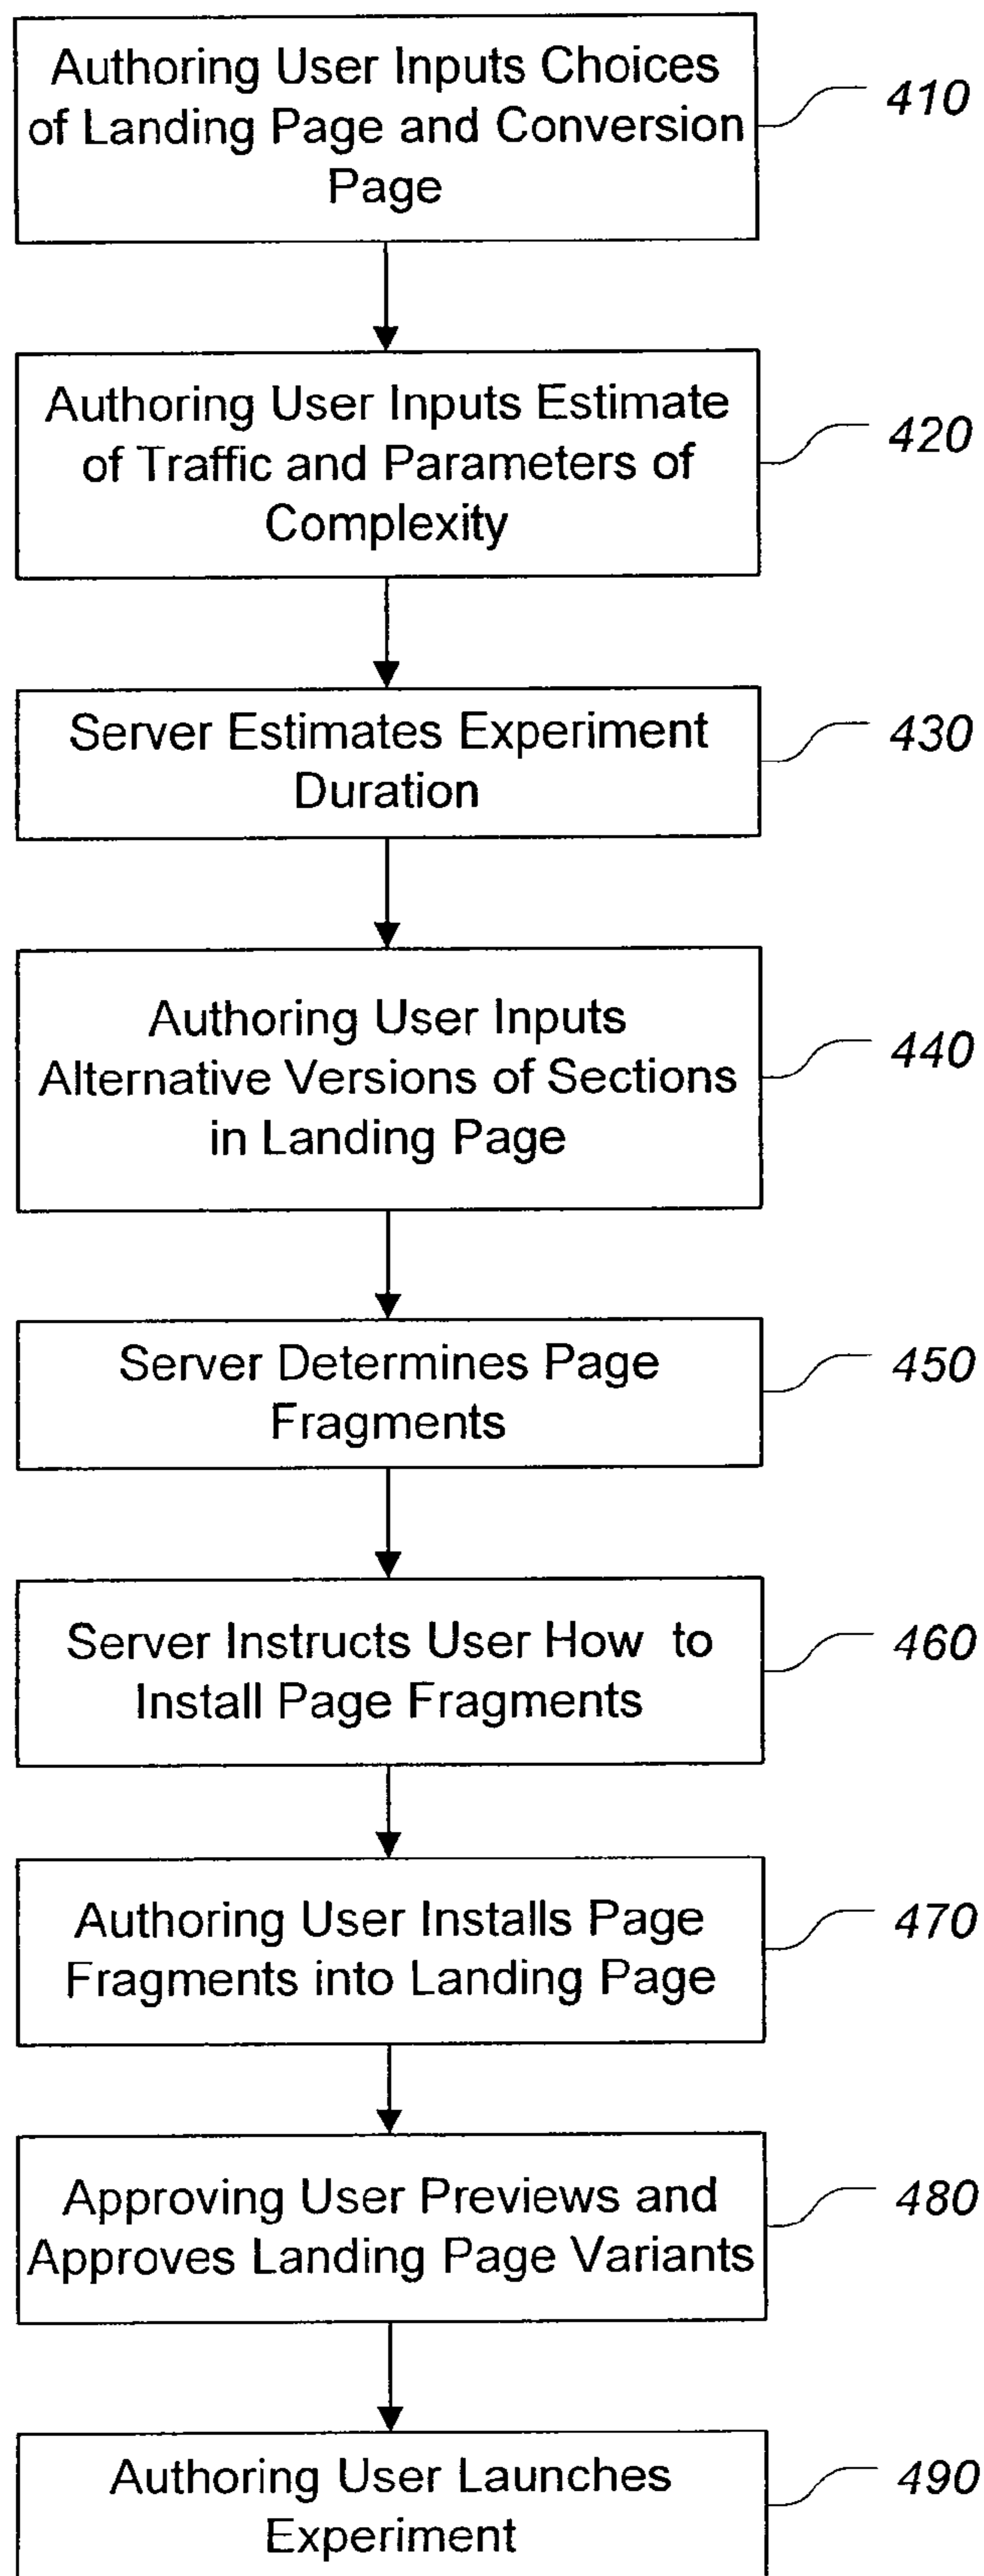 Authoring User Inputs Choices
of Landing Page and Conversion
Page
410
Authoring User Inputs Estimate
of Traffic and Parameters of
Complexity
420
Server Estimates Experiment
Duration
430
Authoring User Inputs
Alternative Versions of Sections
in Landing Page
440
Server Determines Page
Fragments
450
Server Instructs User How to
Install Page Fragments
460
Authoring User Installs Page
Fragments into Landing Page
470
Approving User Previews and
Approves Landing Page Variants
480
Authoring User Launches
Experiment
490